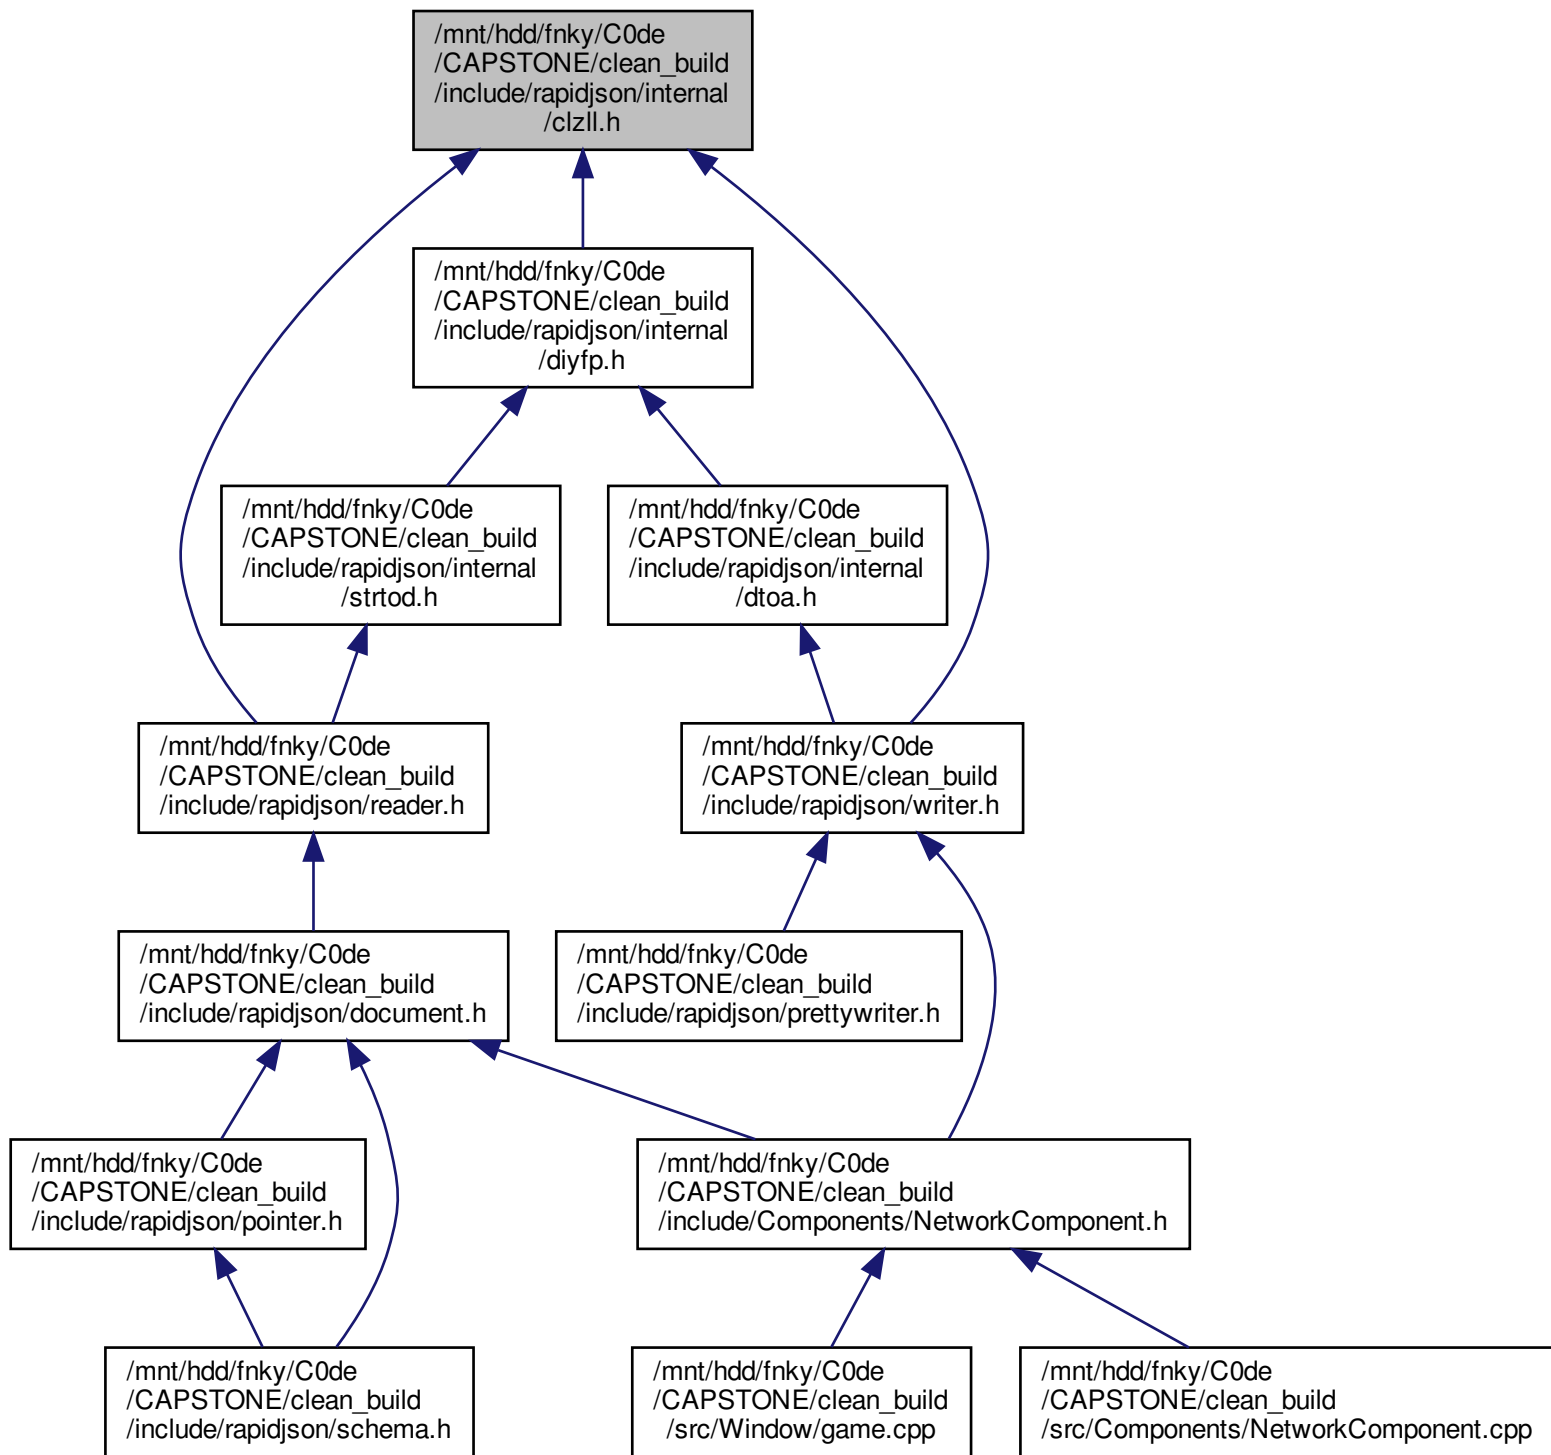 /mnt/hdd/fnky/C0de
/CAPSTONE/clean_build
/include/rapidjson/internal
/clzll.h
/mnt/hdd/fnky/C0de
/CAPSTONE/clean_build
/include/rapidjson/internal
/diyfp.h
/mnt/hdd/fnky/C0de
/CAPSTONE/clean_build
/include/rapidjson/internal
/strtod.h
/mnt/hdd/fnky/C0de
/CAPSTONE/clean_build
/include/rapidjson/internal
/dtoa.h
/mnt/hdd/fnky/C0de
/CAPSTONE/clean_build
/include/rapidjson/reader.h
/mnt/hdd/fnky/C0de
/CAPSTONE/clean_build
/include/rapidjson/writer.h
/mnt/hdd/fnky/C0de
/CAPSTONE/clean_build
/include/rapidjson/document.h
/mnt/hdd/fnky/C0de
/CAPSTONE/clean_build
/include/rapidjson/prettywriter.h
/mnt/hdd/fnky/C0de
/CAPSTONE/clean_build
/include/rapidjson/pointer.h
/mnt/hdd/fnky/C0de
/CAPSTONE/clean_build
/include/Components/NetworkComponent.h
/mnt/hdd/fnky/C0de
/CAPSTONE/clean_build
/include/rapidjson/schema.h
/mnt/hdd/fnky/C0de
/CAPSTONE/clean_build
/src/Window/game.cpp
/mnt/hdd/fnky/C0de
/CAPSTONE/clean_build
/src/Components/NetworkComponent.cpp